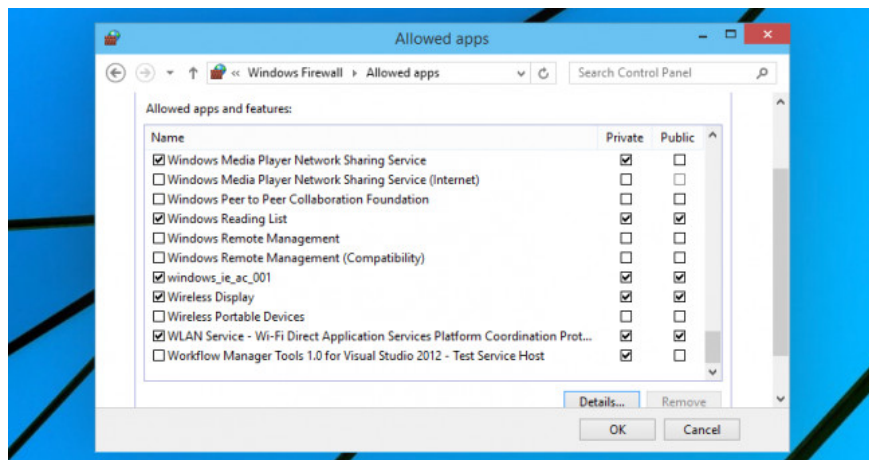 Allowed apps
« Windows Firewall ▸ Allowed apps
Search Control Panel
Allowed apps and features:
Name Private Public
Windows Media Player Network Sharing Service
Windows Media Player Network Sharing Service (Internet)
Windows Peer to Peer Collaboration Foundation
Windows Reading List
Windows Remote Management
Windows Remote Management (Compatibility)
windows_ie_ac_001
Wireless Display
Wireless Portable Devices
WLAN Service - Wi-Fi Direct Application Services Platform Coordination Prot...
Workflow Manager Tools 1.0 for Visual Studio 2012 - Test Service Host
Details... Remove
OK Cancel